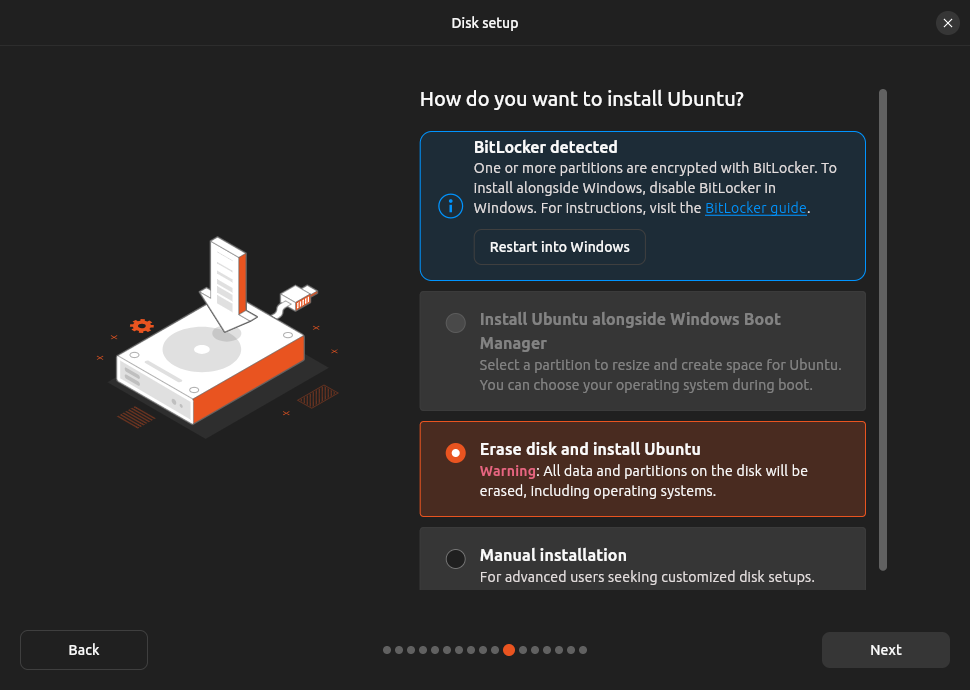 Disk setup
How do you want to install Ubuntu?
BitLocker detected
One or more partitions are encrypted with BitLocker. To
install alongside Windows, disable BitLocker in
Windows. For instructions, visit the BitLocker guide.
Restart into Windows
Install Ubuntu alongside Windows Boot
Manager
Select a partition to resize and create space for Ubuntu.
You can choose your operating system during boot.
Erase disk and install Ubuntu
Warning: All data and partitions on the disk will be
erased, including operating systems.
Manual installation
For advanced users seeking customized disk setups.
Back
Next